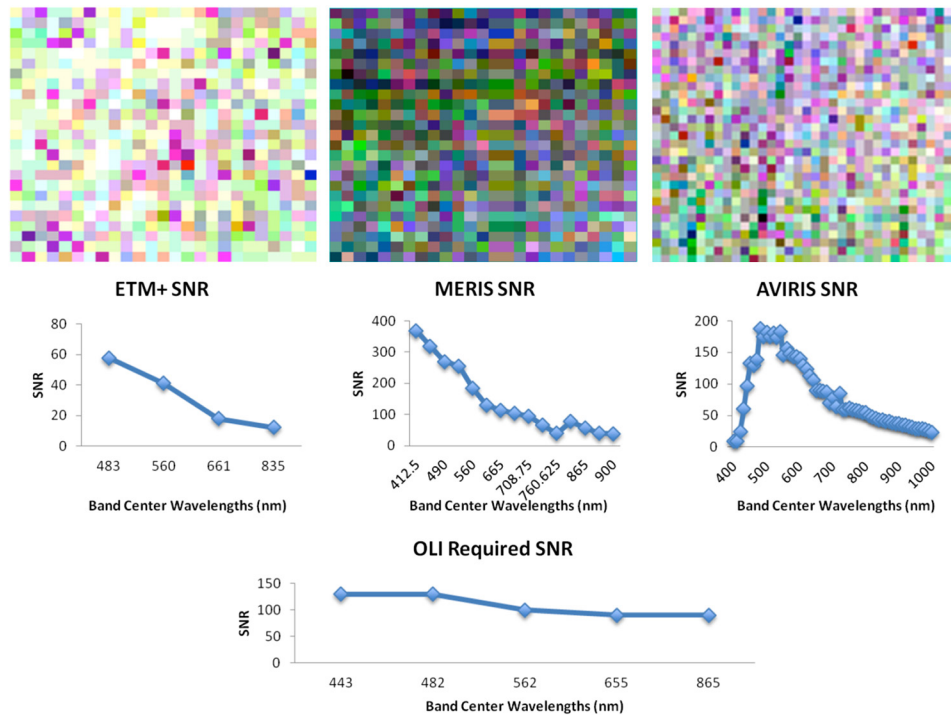 ETM+ SNR
80
60
40
20
0
SNR
483 560 661 835
Band Center Wavelengths (nm)
MERIS SNR
400
300
200
100
0
SNR
412.5 490 560 665 708.75 760.625 865 900
Band Center Wavelengths (nm)
AVIRIS SNR
200
150
100
50
0
SNR
400 500 600 700 800 900 1000
Band Center Wavelengths (nm)
OLI Required SNR
150
100
50
0
SNR
443 482 562 655 865
Band Center Wavelengths (nm)